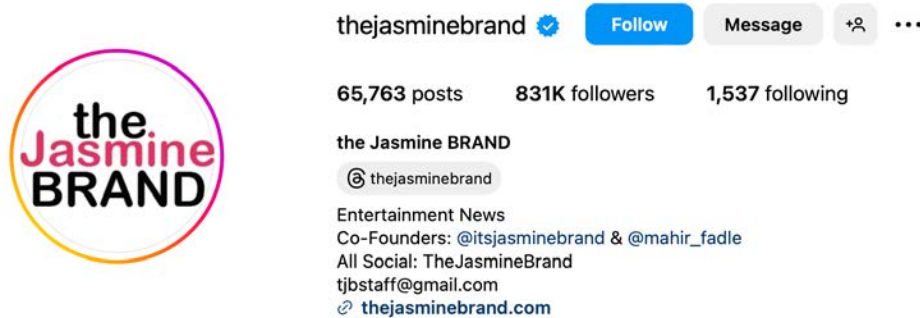 the
Jasmine
BRAND
thejasminebrand Follow Message
65,763 posts 831K followers 1,537 following
the Jasmine BRAND
thejasminebrand
Entertainment News
Co-Founders: @itsjasminebrand & @mahir_fadle
All Social: TheJasmineBrand
tjbstaff@gmail.com
thejasminebrand.com